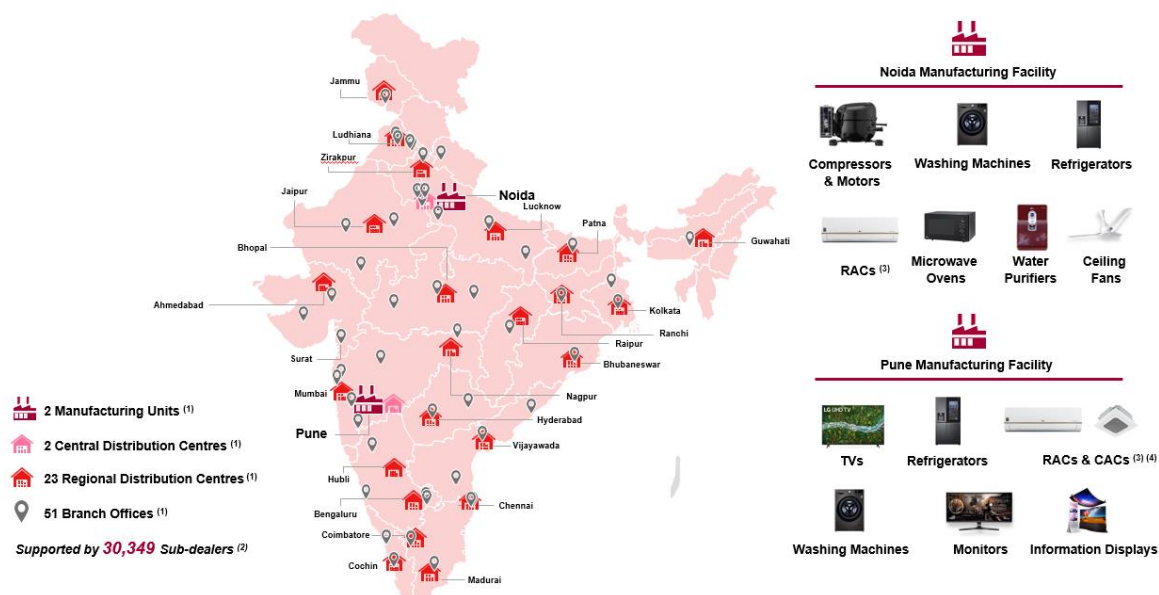 Jammu
Ludhiana
Zirakpur
Noida
Jaipur
Lucknow
Patna
Guwahati
Bhopal
Ahmedabad
Kolkata
Ranchi
Raipur
Surat
Bhubaneswar
Nagpur
Mumbai
Hyderabad
Pune
Vijayawada
Hubli
Chennai
Bengaluru
Coimbatore
Cochin
Madurai
2 Manufacturing Units (1)
2 Central Distribution Centres (1)
23 Regional Distribution Centres (1)
51 Branch Offices (1)
Supported by 30,349 Sub-dealers (2)
Noida Manufacturing Facility
Compressors
& Motors
Washing Machines
Refrigerators
RACs (3)
Microwave
Ovens
Water
Purifiers
Ceiling
Fans
Pune Manufacturing Facility
LG UHD TV
TVs
Refrigerators
RACs & CACs (3) (4)
Washing Machines
Monitors
Information Displays